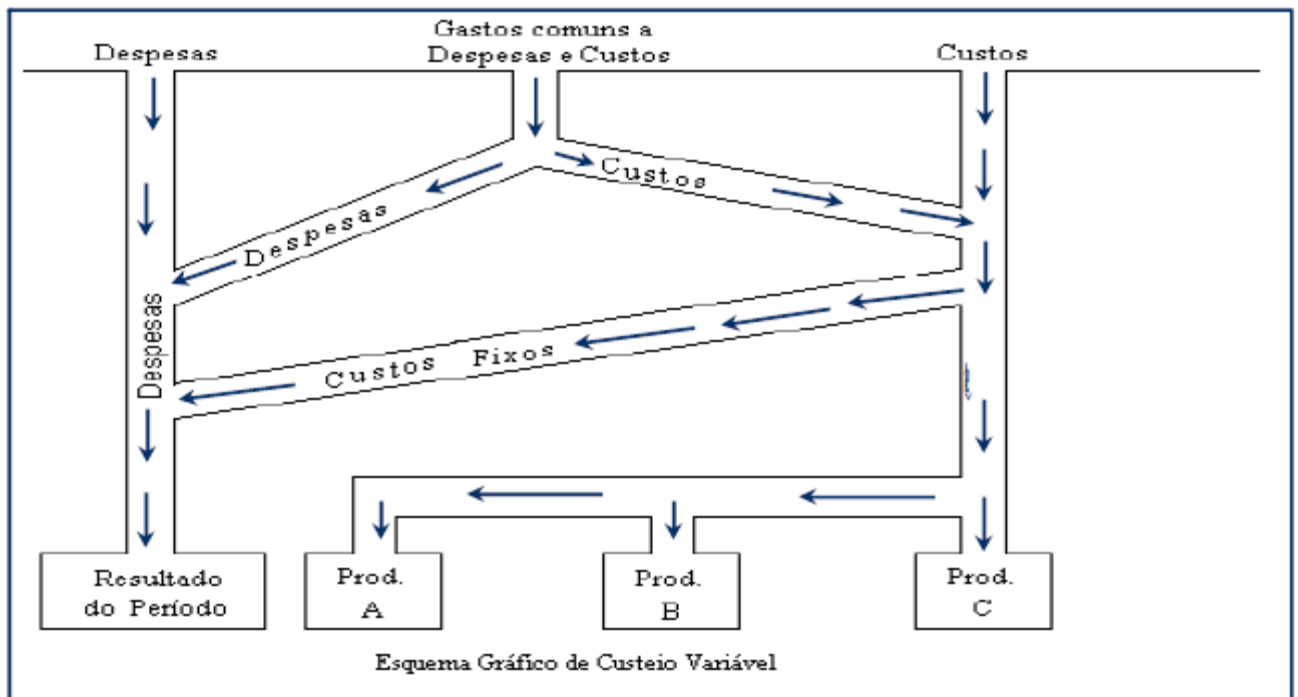 Gastos comuns a
Despesas
Despesas e Custos
Custos
Custos
Despesas
Despesas
Custos Fixos
Resultado
do Período
Prod.
A
Prod.
B
Prod.
C
Esquema Gráfico de Custeio Variável